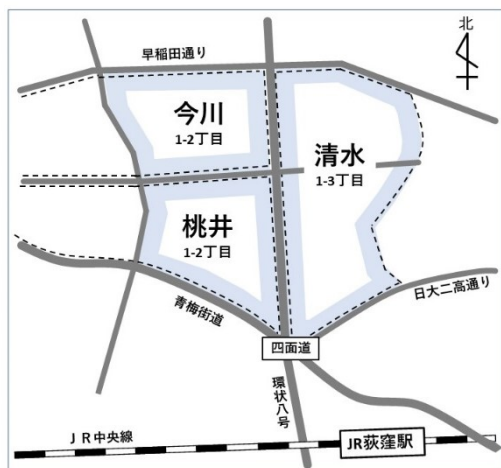 北
早稲田通り
今川
1-2丁目
清水
1-3丁目
桃井
1-2丁目
青梅街道
日大二高通り
四面道
環状八号
JR中央線
JR荻窪駅